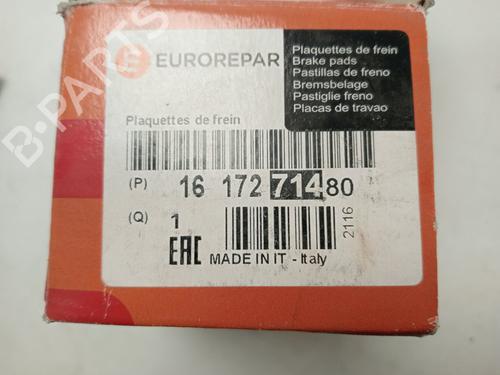 EUROREPAR
Plaquettes de frein
Brake pads
Pastillas de freno
Bremsbelage
Pastiglie freno
Placas de travao
Plaquettes de frein
(P) 16 172 714 80
(Q) 1
2116
EAC MADE IN IT - Italy
B-PARTS